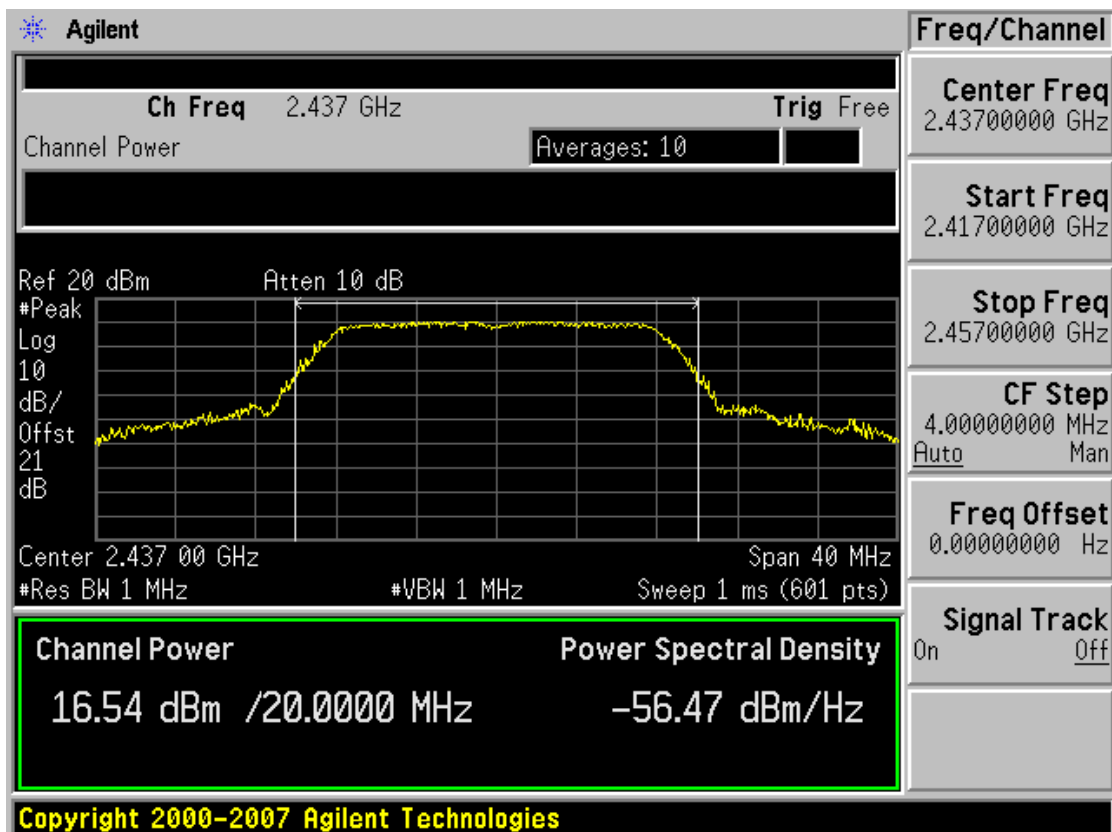 Agilent
Ch Freq 2.437 GHz Trig Free
Channel Power Averages: 10
Ref 20 dBm Atten 10 dB
#Peak
Log
10
dB/
Offst
21
dB
Center 2.437 00 GHz Span 40 MHz
#Res BW 1 MHz #VBW 1 MHz Sweep 1 ms (601 pts)
Channel Power Power Spectral Density
16.54 dBm /20.0000 MHz -56.47 dBm/Hz
Copyright 2000-2007 Agilent Technologies
Freq/Channel
Center Freq
2.43700000 GHz
Start Freq
2.41700000 GHz
Stop Freq
2.45700000 GHz
CF Step
4.00000000 MHz
Auto Man
Freq Offset
0.00000000 Hz
Signal Track
On Off